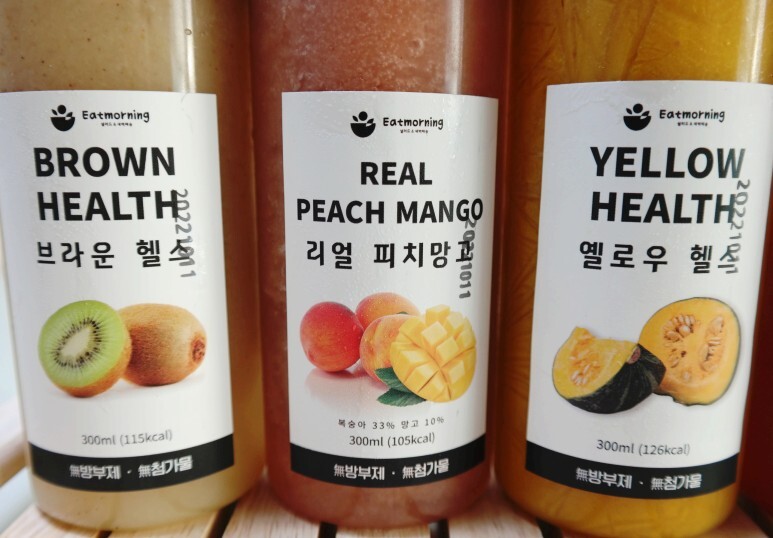 Eatmorning
BROWN
HEALTH
브라운 헬스
20221011
300ml (115kcal)
無방부제 · 無첨가물
Eatmorning
REAL
PEACH MANGO
리얼 피치망고
20221011
복숭아 33% 망고 10%
300ml (105kcal)
無방부제 · 無첨가물
Eatmorning
YELLOW
HEALTH
옐로우 헬스
20221011
300ml (126kcal)
無방부제 · 無첨가물